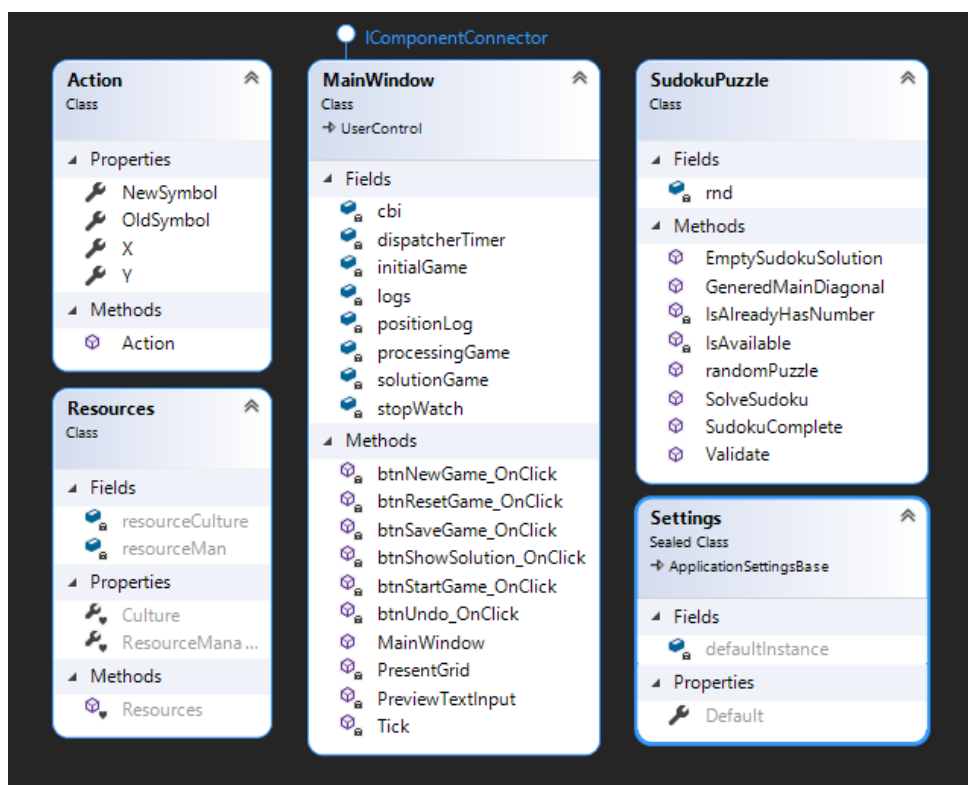 IComponentConnector
Action
Class
Properties
NewSymbol
OldSymbol
X
Y
Methods
Action
Resources
Class
Fields
resourceCulture
resourceMan
Properties
Culture
ResourceMana...
Methods
Resources
MainWindow
Class
UserControl
Fields
cbi
dispatcherTimer
initialGame
logs
positionLog
processingGame
solutionGame
stopWatch
Methods
btnNewGame_OnClick
btnResetGame_OnClick
btnSaveGame_OnClick
btnShowSolution_OnClick
btnStartGame_OnClick
btnUndo_OnClick
MainWindow
PresentGrid
PreviewTextInput
Tick
SudokuPuzzle
Class
Fields
rnd
Methods
EmptySudokuSolution
GeneredMainDiagonal
IsAlreadyHasNumber
IsAvailable
randomPuzzle
SolveSudoku
SudokuComplete
Validate
Settings
Sealed Class
ApplicationSettingsBase
Fields
defaultInstance
Properties
Default